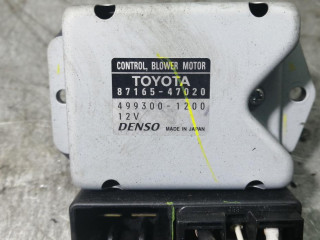 CONTROL, BLOWER MOTOR
TOYOTA
87165-47020
499300-1200
12V
DENSO MADE IN JAPAN